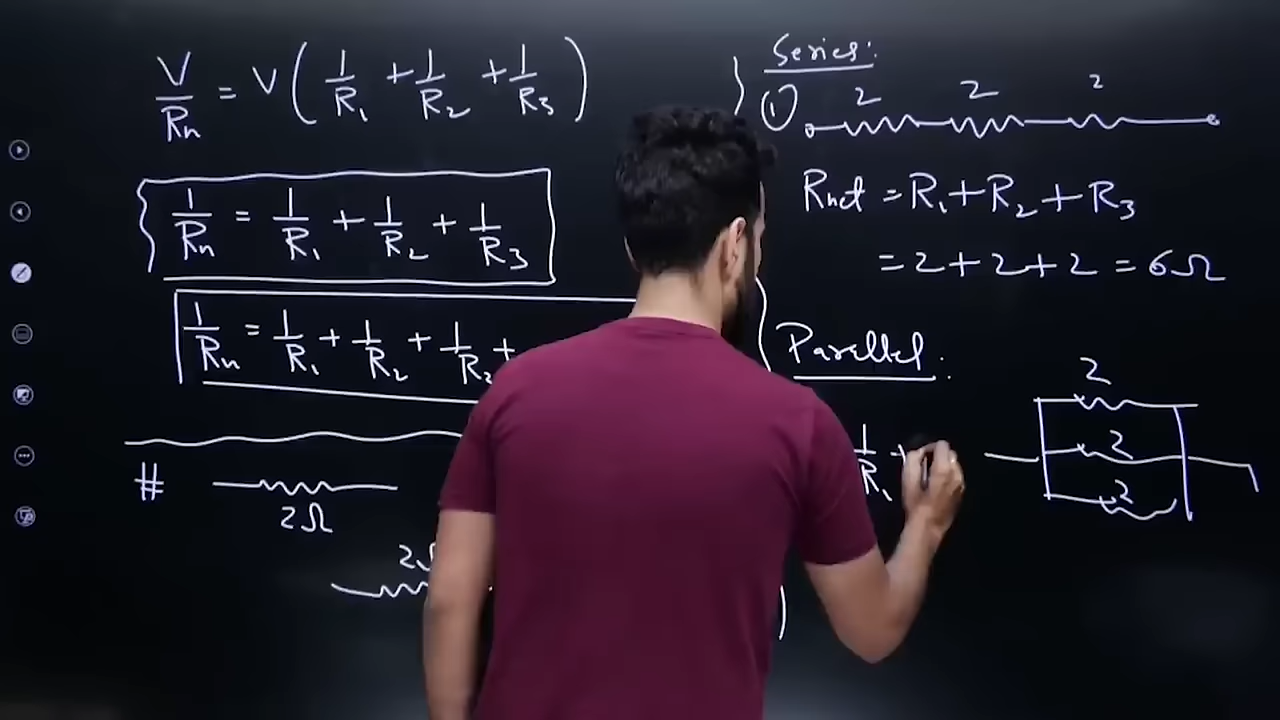 V/Rn = V(1/R1 + 1/R2 + 1/R3)
1/Rn = 1/R1 + 1/R2 + 1/R3
1/Rn = 1/R1 + 1/R2 + 1/R3 +
#
2Ω
2Ω
Series:
① 2 2 2
Rnet = R1 + R2 + R3
= 2 + 2 + 2 = 6Ω
Parallel:
2
1/R1 +
2
2